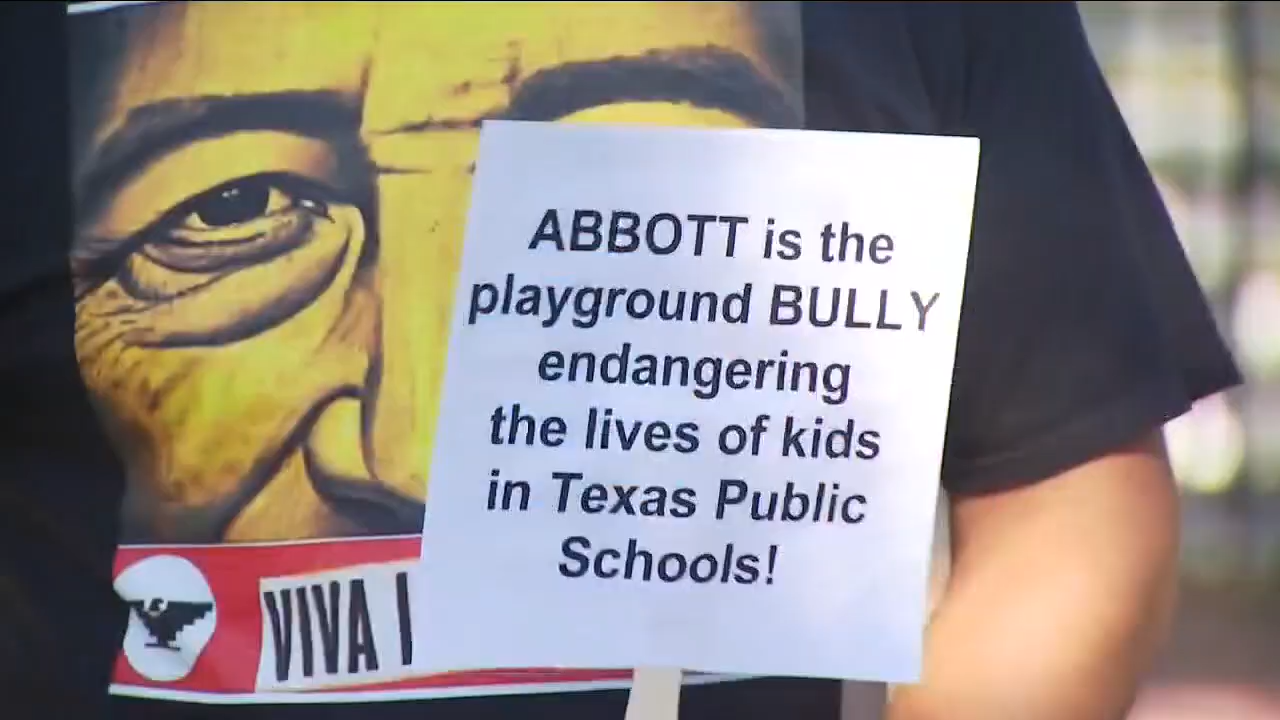 ABBOTT is the
playground BULLY
endangering
the lives of kids
in Texas Public
Schools!
VIVA